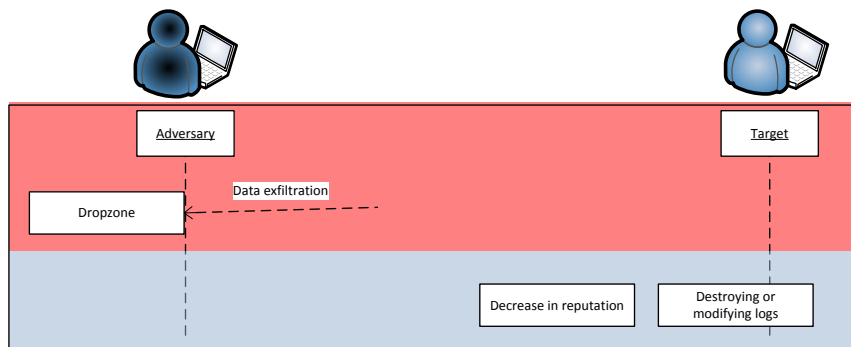 Adversary
Target
Data exfiltration
Dropzone
Decrease in reputation
Destroying or
modifying logs